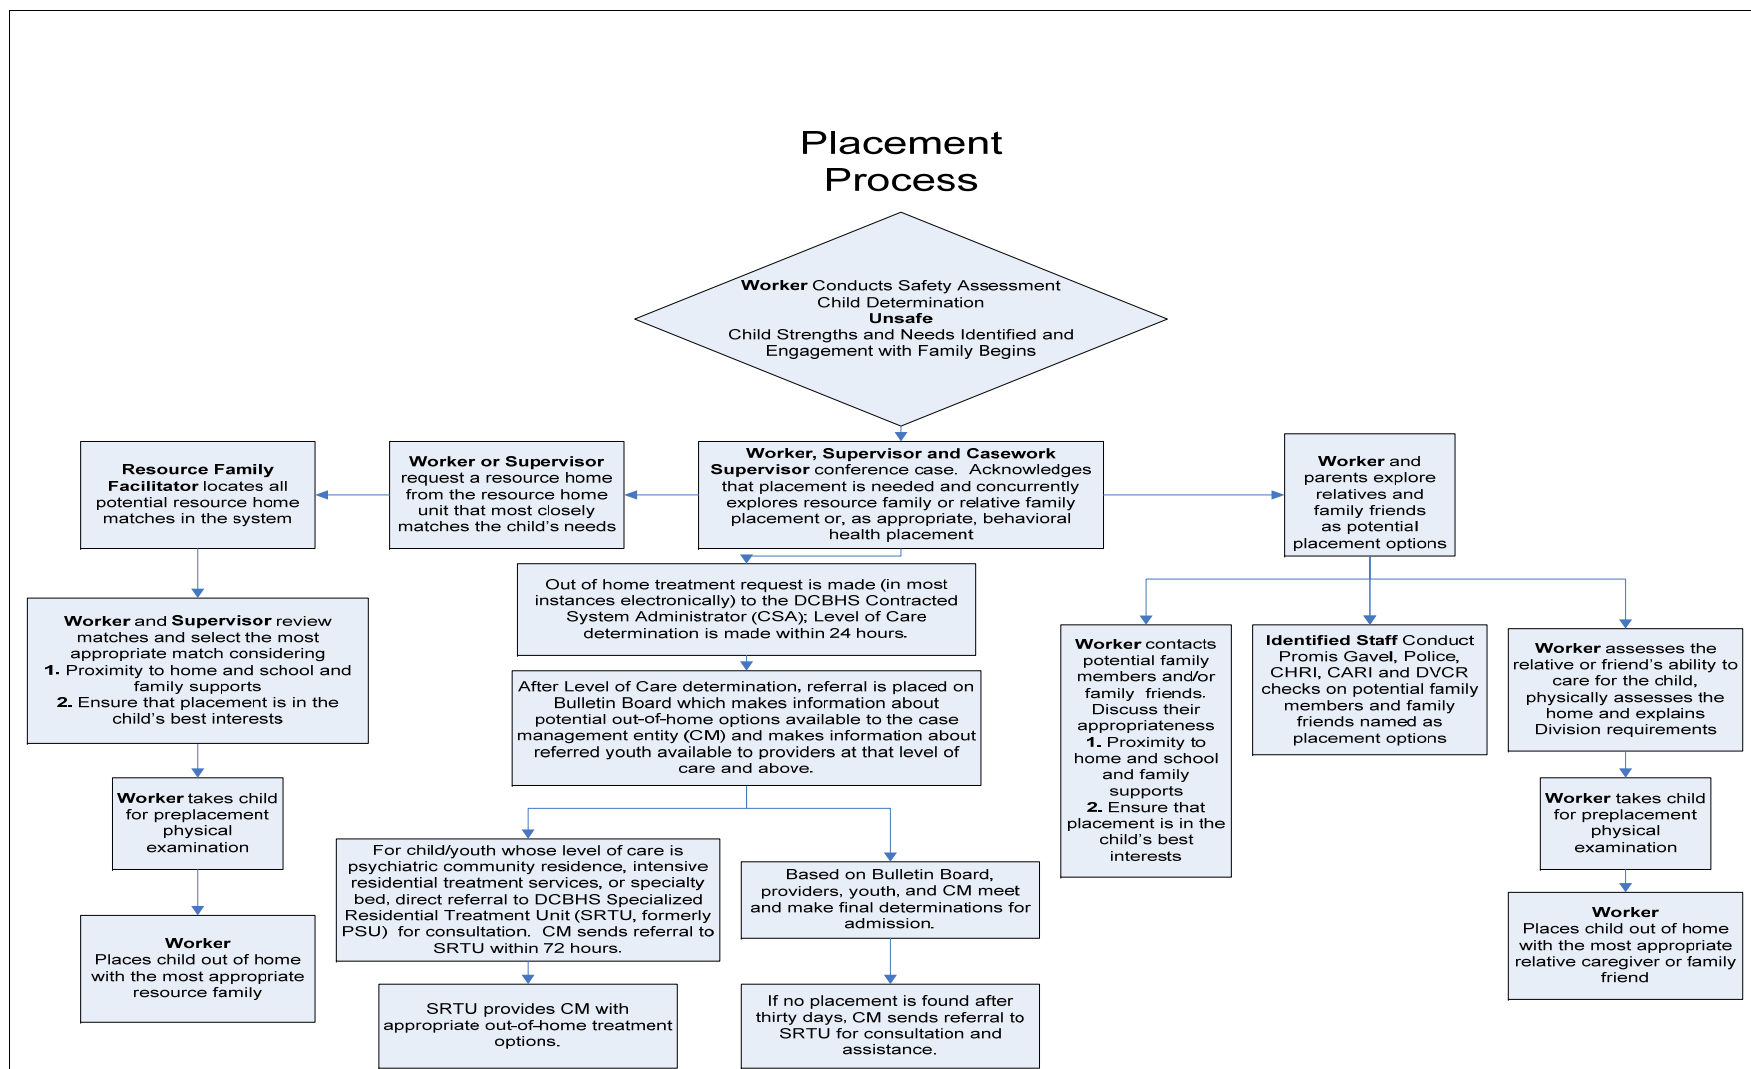 Placement
Process
Worker Conducts Safety Assessment
Child Determination
Unsafe
Child Strengths and Needs Identified and
Engagement with Family Begins
Resource Family
Facilitator locates all
potential resource home
matches in the system
Worker or Supervisor
request a resource home
from the resource home
unit that most closely
matches the child's needs
Worker, Supervisor and Casework
Supervisor conference case. Acknowledges
that placement is needed and concurrently
explores resource family or relative family
placement or, as appropriate, behavioral
health placement
Worker and
parents explore
relatives and
family friends
as potential
placement options
Worker and Supervisor review
matches and select the most
appropriate match considering
1. Proximity to home and school and
family supports
2. Ensure that placement is in the
child's best interests
Worker takes child
for preplacement
physical
examination
Worker
Places child out of home
with the most appropriate
resource family
Out of home treatment request is made (in most
instances electronically) to the DCBHS Contracted
System Administrator (CSA); Level of Care
determination is made within 24 hours.
After Level of Care determination, referral is placed on
Bulletin Board which makes information about
potential out-of-home options available to the case
management entity (CM) and makes information about
referred youth available to providers at that level of
care and above.
For child/youth whose level of care is
psychiatric community residence, intensive
residential treatment services, or specialty
bed, direct referral to DCBHS Specialized
Residential Treatment Unit (SRTU, formerly
PSU) for consultation. CM sends referral to
SRTU within 72 hours.
SRTU provides CM with
appropriate out-of-home treatment
options.
Based on Bulletin Board,
providers, youth, and CM meet
and make final determinations for
admission.
If no placement is found after
thirty days, CM sends referral to
SRTU for consultation and
assistance.
Worker contacts
potential family
members and/or
family friends.
Discuss their
appropriateness
1. Proximity to
home and school
and family
supports
2. Ensure that
placement is in the
child's best
interests
Identified Staff Conduct
Promis Gavel, Police,
CHRI, CARI and DVCR
checks on potential family
members and family
friends named as
placement options
Worker assesses the
relative or friend's ability to
care for the child,
physically assesses the
home and explains
Division requirements
Worker takes child
for preplacement
physical
examination
Worker
Places child out of home
with the most appropriate
relative caregiver or family
friend